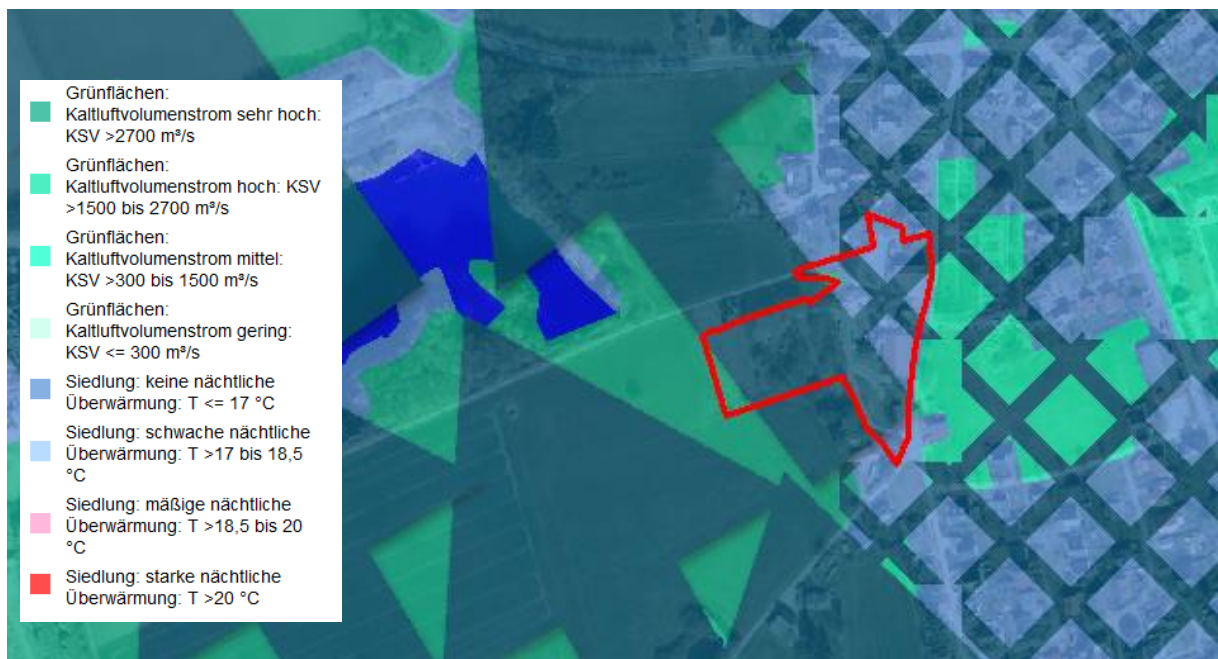 Grünflächen:
Kaltluftvolumenstrom sehr hoch:
KSV >2700 m³/s
Grünflächen:
Kaltluftvolumenstrom hoch: KSV
>1500 bis 2700 m³/s
Grünflächen:
Kaltluftvolumenstrom mittel:
KSV >300 bis 1500 m³/s
Grünflächen:
Kaltluftvolumenstrom gering:
KSV <= 300 m³/s
Siedlung: keine nächtliche
Überwärmung: T <= 17 °C
Siedlung: schwache nächtliche
Überwärmung: T >17 bis 18,5
°C
Siedlung: mäßige nächtliche
Überwärmung: T >18,5 bis 20
°C
Siedlung: starke nächtliche
Überwärmung: T >20 °C